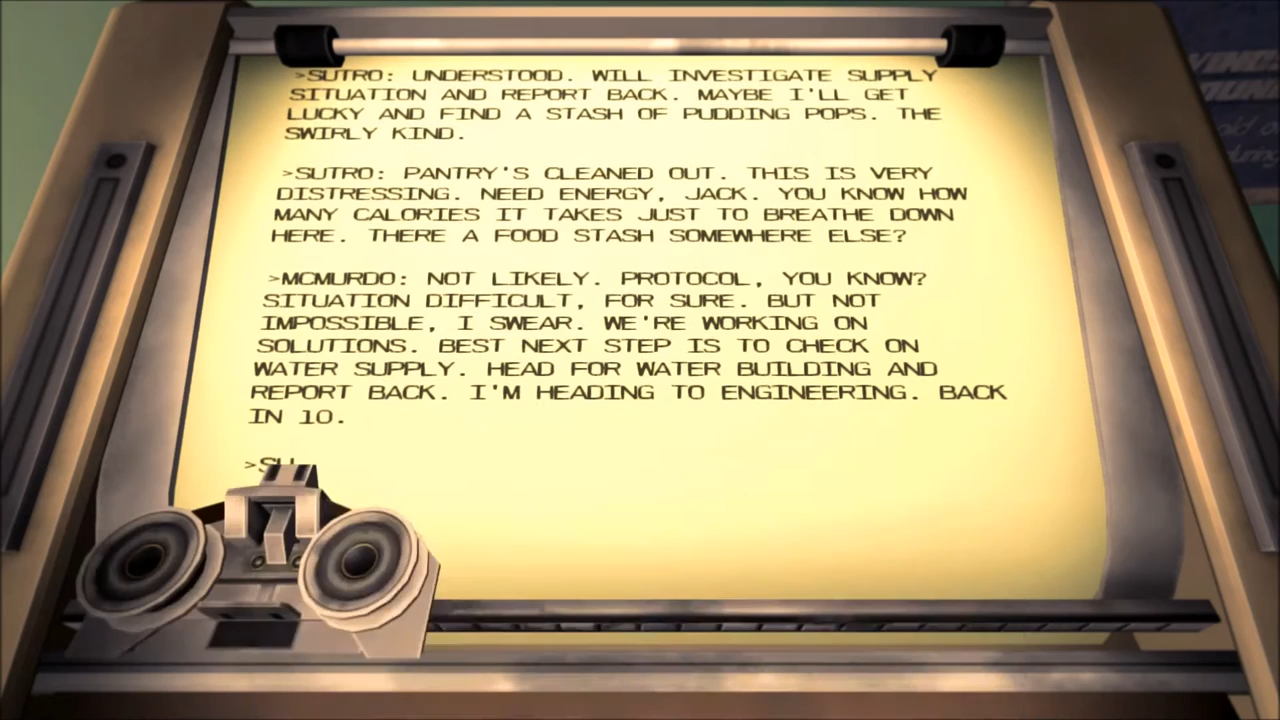 >SUTRO: UNDERSTOOD. WILL INVESTIGATE SUPPLY
SITUATION AND REPORT BACK. MAYBE I'LL GET
LUCKY AND FIND A STASH OF PUDDING POPS. THE
SWIRLY KIND.
>SUTRO: PANTRY'S CLEANED OUT. THIS IS VERY
DISTRESSING. NEED ENERGY, JACK. YOU KNOW HOW
MANY CALORIES IT TAKES JUST TO BREATHE DOWN
HERE. THERE A FOOD STASH SOMEWHERE ELSE?
>MCMURDO: NOT LIKELY. PROTOCOL, YOU KNOW?
SITUATION DIFFICULT, FOR SURE. BUT NOT
IMPOSSIBLE, I SWEAR. WE'RE WORKING ON
SOLUTIONS. BEST NEXT STEP IS TO CHECK ON
WATER SUPPLY. HEAD FOR WATER BUILDING AND
REPORT BACK. I'M HEADING TO ENGINEERING. BACK
IN 10.
>SU